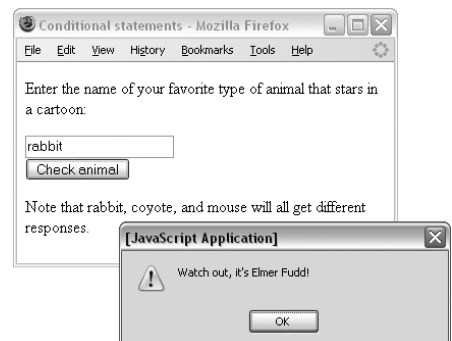 Conditional statements - Mozilla Firefox
File Edit View History Bookmarks Tools Help
Enter the name of your favorite type of animal that stars in
a cartoon:
rabbit
Check animal
Note that rabbit, coyote, and mouse will all get different
responses.
[JavaScript Application]
Watch out, it's Elmer Fudd!
OK